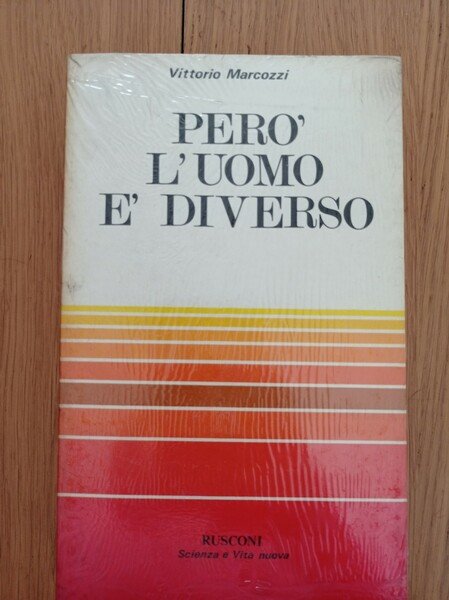 Vittorio Marcozzi
PERO'
L'UOMO
E' DIVERSO
RUSCONI
Scienza e Vita nuova